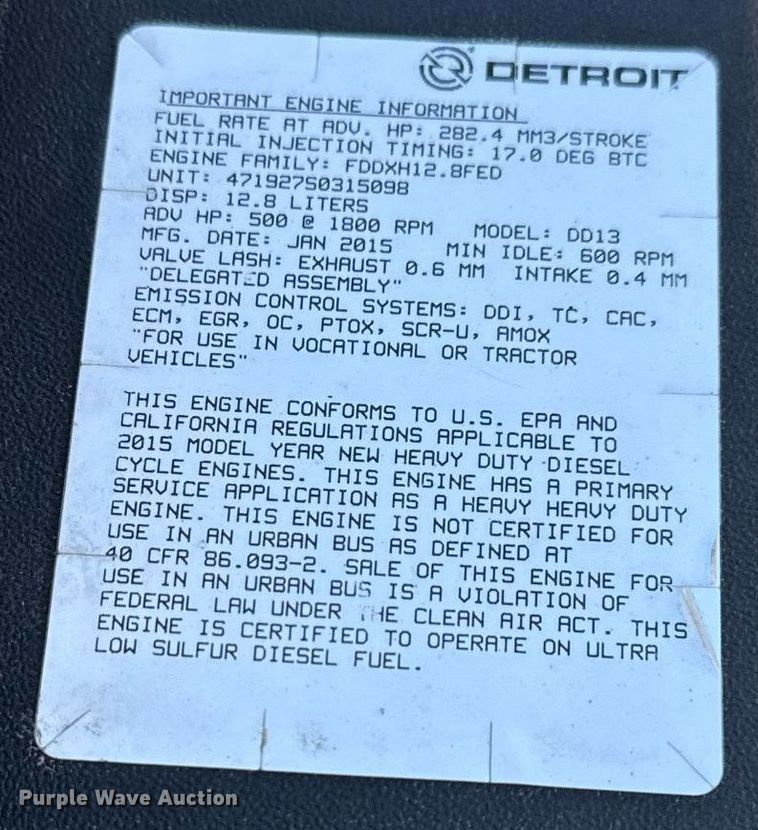 DETROIT
IMPORTANT ENGINE INFORMATION
FUEL RATE AT ADV. HP: 282.4 MM3/STROKE
INITIAL INJECTION TIMING: 17.0 DEG BTC
ENGINE FAMILY: FDDXH12.8FED
UNIT: 471927S0315098
DISP: 12.8 LITERS
ADV HP: 500 @ 1800 RPM MODEL: DD13
MFG. DATE: JAN 2015 MIN IDLE: 600 RPM
VALVE LASH: EXHAUST 0.6 MM INTAKE 0.4 MM
"DELEGATED ASSEMBLY"
EMISSION CONTROL SYSTEMS: DDI, TC, CAC,
ECM, EGR, OC, PTOX, SCR-U, AMOX
"FOR USE IN VOCATIONAL OR TRACTOR
VEHICLES"
THIS ENGINE CONFORMS TO U.S. EPA AND
CALIFORNIA REGULATIONS APPLICABLE TO
2015 MODEL YEAR NEW HEAVY DUTY DIESEL
CYCLE ENGINES. THIS ENGINE HAS A PRIMARY
SERVICE APPLICATION AS A HEAVY HEAVY DUTY
ENGINE. THIS ENGINE IS NOT CERTIFIED FOR
USE IN AN URBAN BUS AS DEFINED AT
40 CFR 86.093-2. SALE OF THIS ENGINE FOR
USE IN AN URBAN BUS IS A VIOLATION OF
FEDERAL LAW UNDER THE CLEAN AIR ACT. THIS
ENGINE IS CERTIFIED TO OPERATE ON ULTRA
LOW SULFUR DIESEL FUEL.
Purple Wave Auction